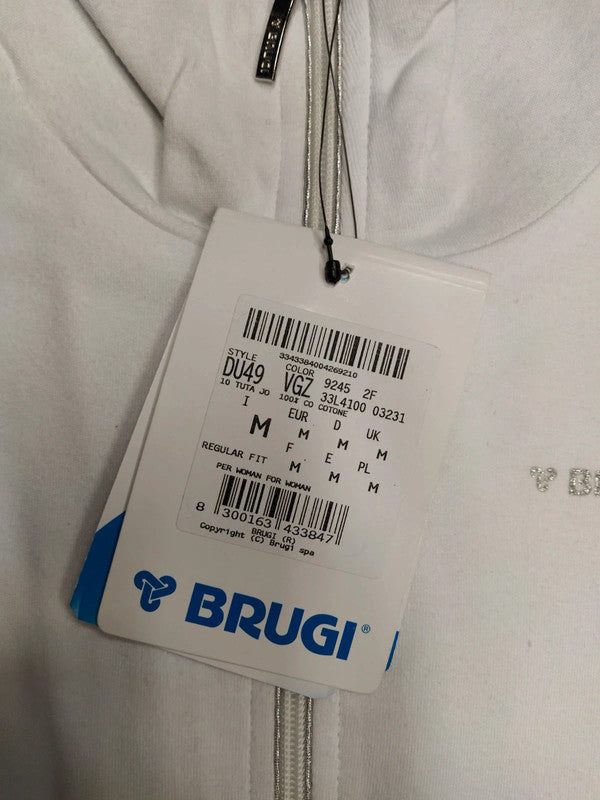 BRUGI
3343384004269210
STYLE COLOR 9245 2F
DU49 VGZ 33L4100 03231
10 TUTA JO 100% CO COTONE
I EUR D UK
M M M M
F E PL
REGULAR FIT M M M
PER WOMAN FOR WOMAN
8 300163 433847
BRUGI (R)
Copyright (C) Brugi spa
BRUGI®